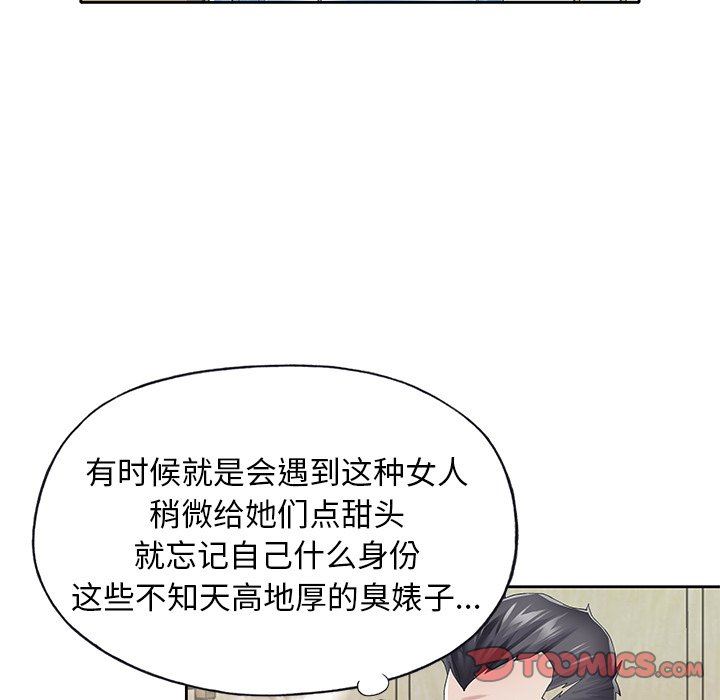 有时候就是会遇到这种女人
稍微给她们点甜头
就忘记自己什么身份
这些不知天高地厚的臭婊子...
TOOMICS.COM